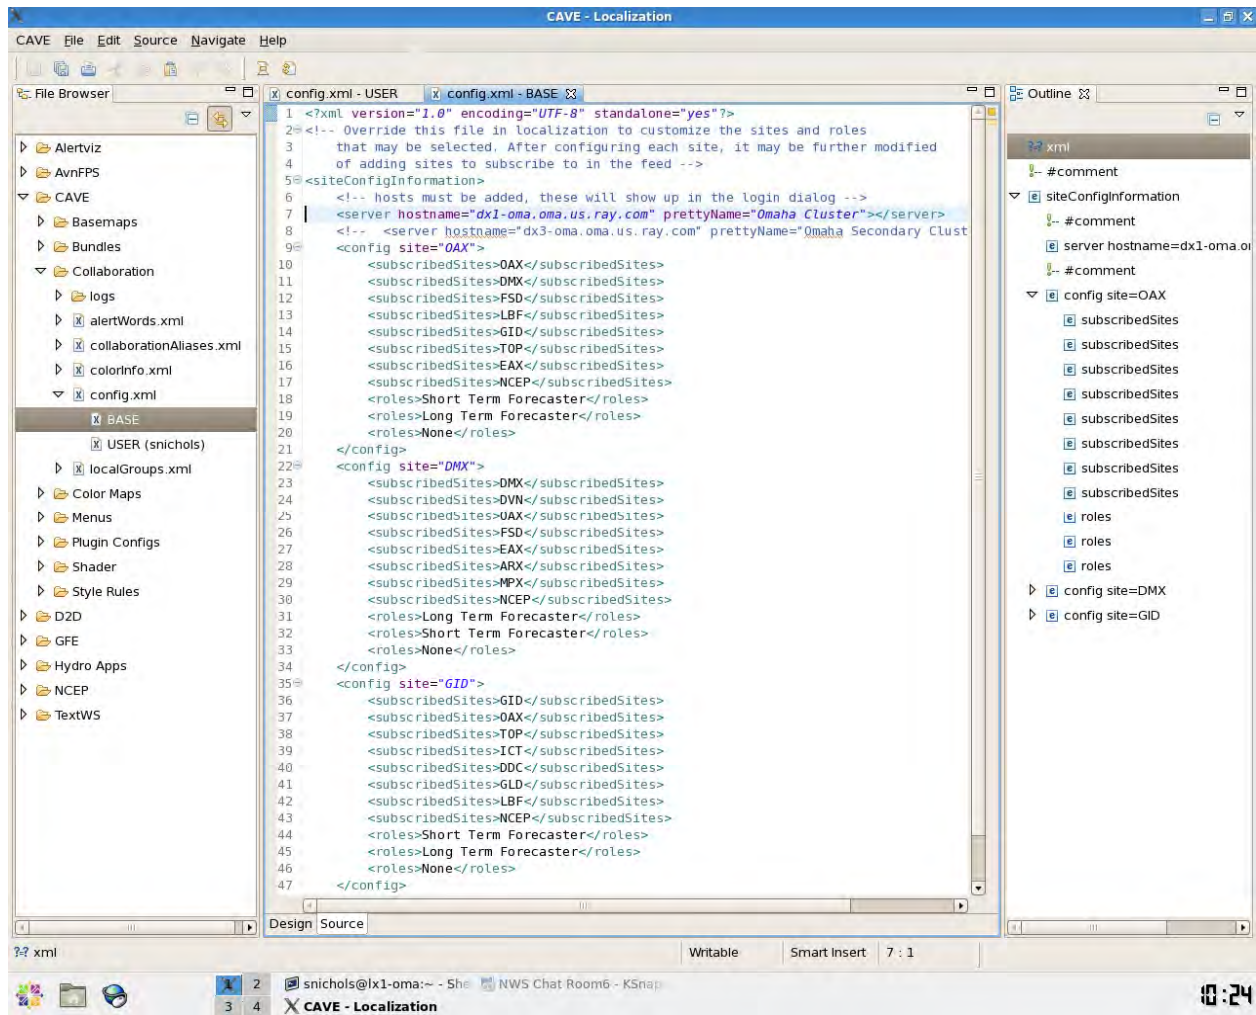 CAVE - Localization
CAVE File Edit Source Navigate Help
File Browser
Alertviz
AvnFPS
CAVE
Basemaps
Bundles
Collaboration
logs
alertWords.xml
collaborationAliases.xml
colorInfo.xml
config.xml
BASE
USER (snichols)
localGroups.xml
Color Maps
Menus
Plugin Configs
Shader
Style Rules
D2D
GFE
Hydro Apps
NCEP
TextWS
config.xml - USER config.xml - BASE
1 <?xml version="1.0" encoding="UTF-8" standalone="yes"?>
2 <!-- Override this file in localization to customize the sites and roles
3 that may be selected. After configuring each site, it may be further modified
4 of adding sites to subscribe to in the feed -->
5 <siteConfigInformation>
6 <!-- hosts must be added, these will show up in the login dialog -->
7 <server hostname="dx1-oma.oma.us.ray.com" prettyName="Omaha Cluster"></server>
8 <!-- <server hostname="dx3-oma.oma.us.ray.com" prettyName="Omaha Secondary Clust
9 <config site="OAX">
10 <subscribedSites>OAX</subscribedSites>
11 <subscribedSites>DMX</subscribedSites>
12 <subscribedSites>FSD</subscribedSites>
13 <subscribedSites>LBF</subscribedSites>
14 <subscribedSites>GID</subscribedSites>
15 <subscribedSites>TOP</subscribedSites>
16 <subscribedSites>EAX</subscribedSites>
17 <subscribedSites>NCEP</subscribedSites>
18 <roles>Short Term Forecaster</roles>
19 <roles>Long Term Forecaster</roles>
20 <roles>None</roles>
21 </config>
22 <config site="DMX">
23 <subscribedSites>DMX</subscribedSites>
24 <subscribedSites>DVN</subscribedSites>
25 <subscribedSites>OAX</subscribedSites>
26 <subscribedSites>FSD</subscribedSites>
27 <subscribedSites>EAX</subscribedSites>
28 <subscribedSites>ARX</subscribedSites>
29 <subscribedSites>MPX</subscribedSites>
30 <subscribedSites>NCEP</subscribedSites>
31 <roles>Long Term Forecaster</roles>
32 <roles>Short Term Forecaster</roles>
33 <roles>None</roles>
34 </config>
35 <config site="GID">
36 <subscribedSites>GID</subscribedSites>
37 <subscribedSites>OAX</subscribedSites>
38 <subscribedSites>TOP</subscribedSites>
39 <subscribedSites>ICT</subscribedSites>
40 <subscribedSites>DDC</subscribedSites>
41 <subscribedSites>GLD</subscribedSites>
42 <subscribedSites>LBF</subscribedSites>
43 <subscribedSites>NCEP</subscribedSites>
44 <roles>Short Term Forecaster</roles>
45 <roles>Long Term Forecaster</roles>
46 <roles>None</roles>
47 </config>
Design Source
Outline
?-? xml
#comment
siteConfigInformation
#comment
server hostname=dx1-oma.or
#comment
config site=OAX
subscribedSites
subscribedSites
subscribedSites
subscribedSites
subscribedSites
subscribedSites
subscribedSites
subscribedSites
roles
roles
roles
config site=DMX
config site=GID
?-? xml
Writable Smart Insert 7 : 1
1 2 snichols@lx1-oma:~ - She NWS Chat Room6 - KSnap
3 4 CAVE - Localization
10:24